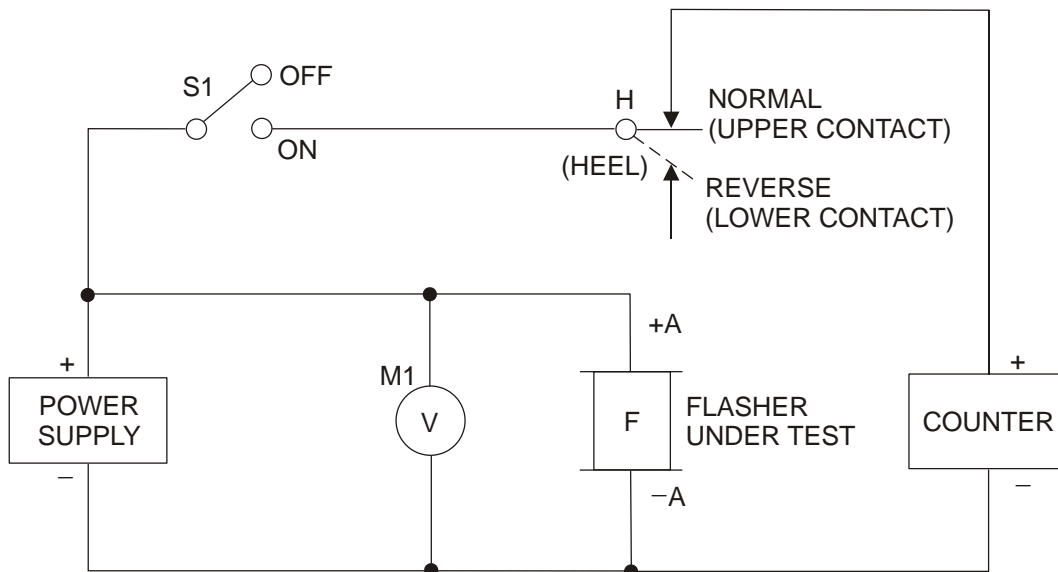 OFF
S1
ON
H
(HEEL)
NORMAL
(UPPER CONTACT)
REVERSE
(LOWER CONTACT)
+A
+
POWER
SUPPLY
−
M1
V
F
FLASHER
UNDER TEST
−A
+
COUNTER
−